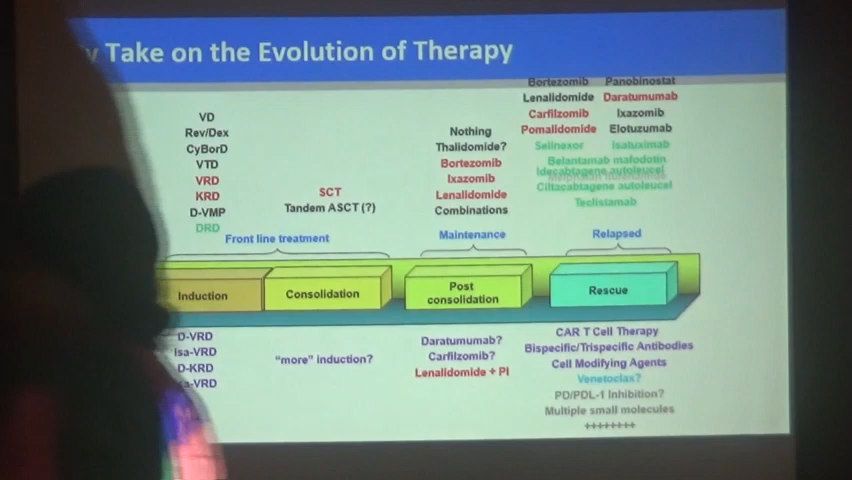 y Take on the Evolution of Therapy
VD
Rev/Dex
CyBorD
VTD
VRD
KRD
D-VMP
DRD
SCT
Tandem ASCT (?)
Front line treatment
Nothing
Thalidomide?
Bortezomib
Ixazomib
Lenalidomide
Combinations
Maintenance
Bortezomib Panobinostat
Lenalidomide Daratumumab
Carfilzomib Ixazomib
Pomalidomide Elotuzumab
Selinexor Isatuximab
Belantamab mafodotin
Idecabtagene autoleucel
Ciltacabtagene autoleucel
Teclistamab
Relapsed
Induction
Consolidation
Post
consolidation
Rescue
D-VRD
Isa-VRD
D-KRD
a-VRD
"more" induction?
Daratumumab?
Carfilzomib?
Lenalidomide + PI
CAR T Cell Therapy
Bispecific/Trispecific Antibodies
Cell Modifying Agents
Venetoclax?
PD/PDL-1 Inhibition?
Multiple small molecules
++++++++